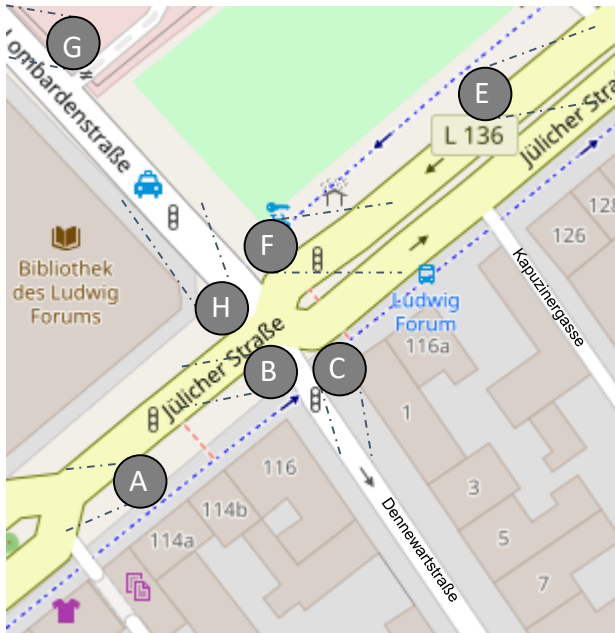 G
Lombardenstraße
E
L 136
Jülicher Stra
128
126
F
Bibliothek
des Ludwig
Forums
Kapuzinergasse
Ludwig
Forum
H
116a
Jülicher Straße
B
C
1
A
116
Dennewartstraße
3
114b
114a
5
7